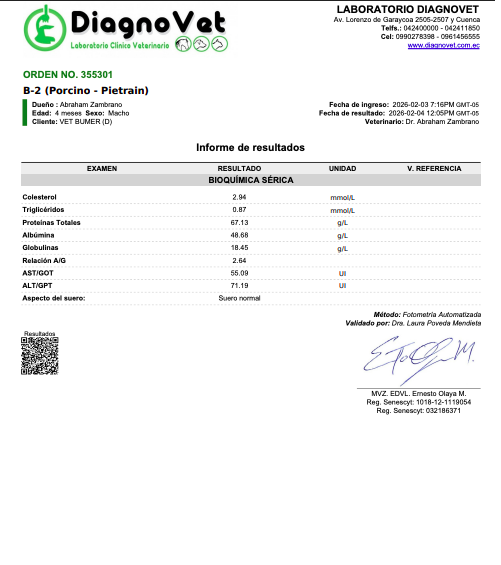 DiagnoVet
Laboratorio Clínico Veterinario
LABORATORIO DIAGNOVET
Av. Lorenzo de Garaycoa 2505-2507 y Cuenca
Telfs.: 042400000 - 042411850
Cel: 0990278398 - 0961456555
www.diagnovet.com.ec
ORDEN NO. 355301
B-2 (Porcino - Pietrain)
Dueño : Abraham Zambrano
Edad: 4 meses Sexo: Macho
Cliente: VET BUMER (D)
Fecha de ingreso: 2026-02-03 7:16PM GMT-05
Fecha de resultado: 2026-02-04 12:05PM GMT-05
Veterinario: Dr. Abraham Zambrano
Informe de resultados
EXAMEN RESULTADO UNIDAD V. REFERENCIA
BIOQUÍMICA SÉRICA
Colesterol 2.94 mmol/L
Triglicéridos 0.87 mmol/L
Proteínas Totales 67.13 g/L
Albúmina 48.68 g/L
Globulinas 18.45 g/L
Relación A/G 2.64
AST/GOT 55.09 UI
ALT/GPT 71.19 UI
Aspecto del suero: Suero normal
Método: Fotometría Automatizada
Validado por: Dra. Laura Poveda Mendieta
Resultados
MVZ. EDVL. Ernesto Olaya M.
Reg. Senescyt: 1018-12-1119054
Reg. Senescyt: 032186371